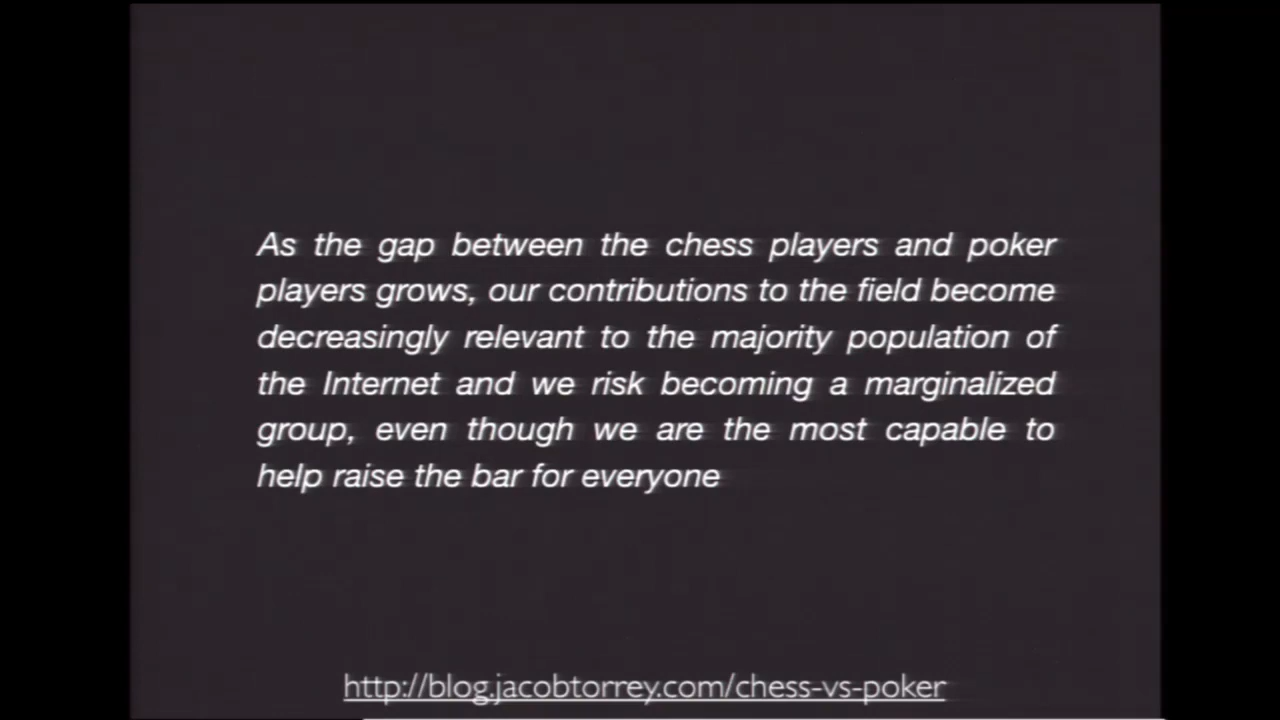 As the gap between the chess players and poker
players grows, our contributions to the field become
decreasingly relevant to the majority population of
the Internet and we risk becoming a marginalized
group, even though we are the most capable to
help raise the bar for everyone
http://blog.jacobtorrey.com/chess-vs-poker